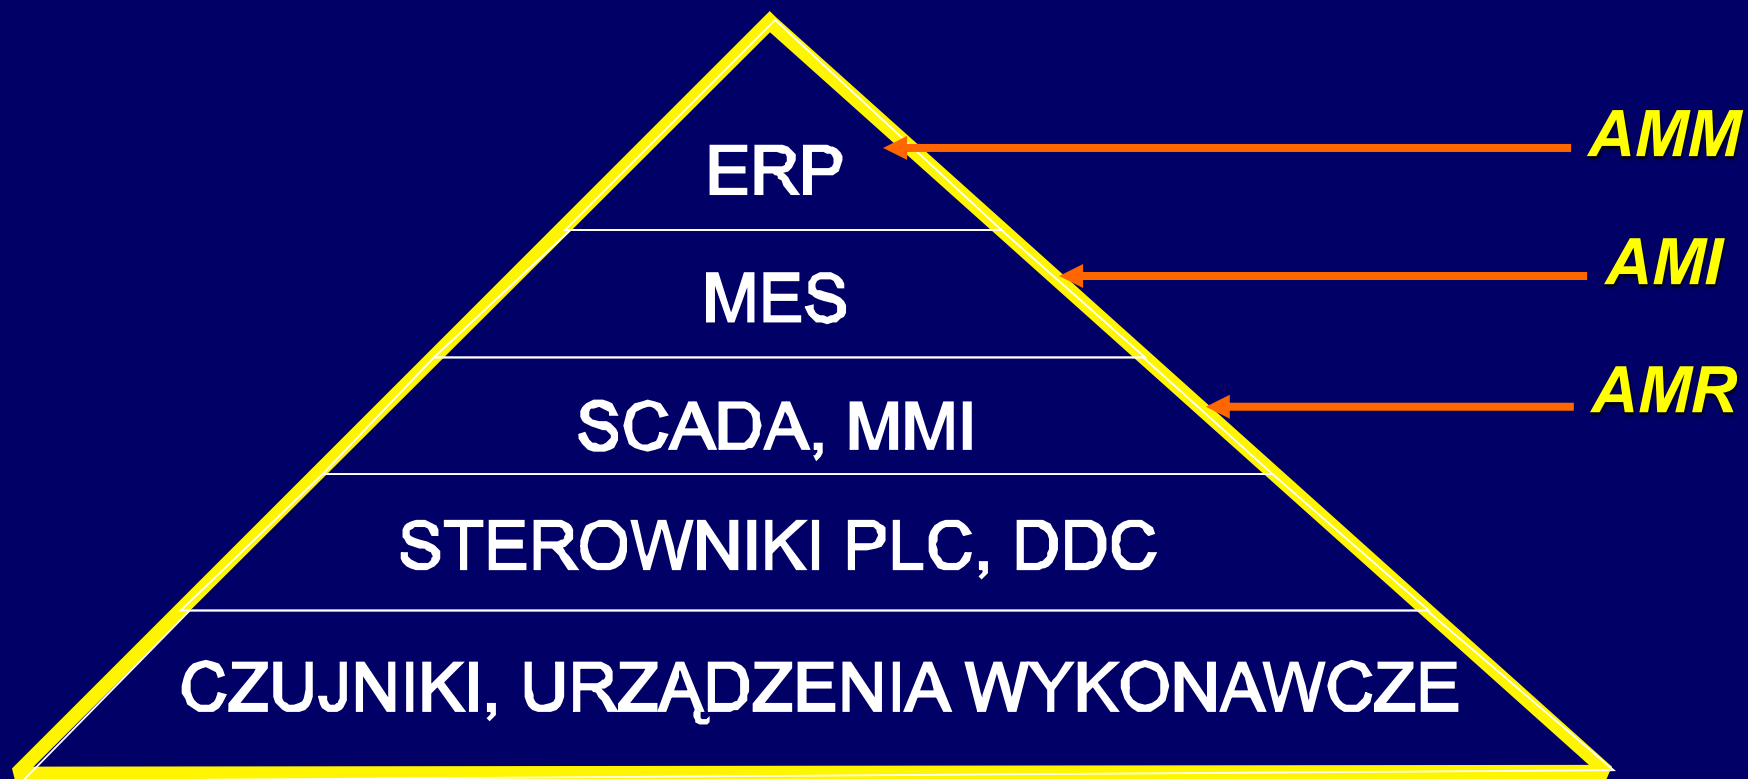 ERP
AMM
MES
AMI
SCADA, MMI
AMR
STEROWNIKI PLC, DDC
CZUJNIKI, URZĄDZENIA WYKONAWCZE